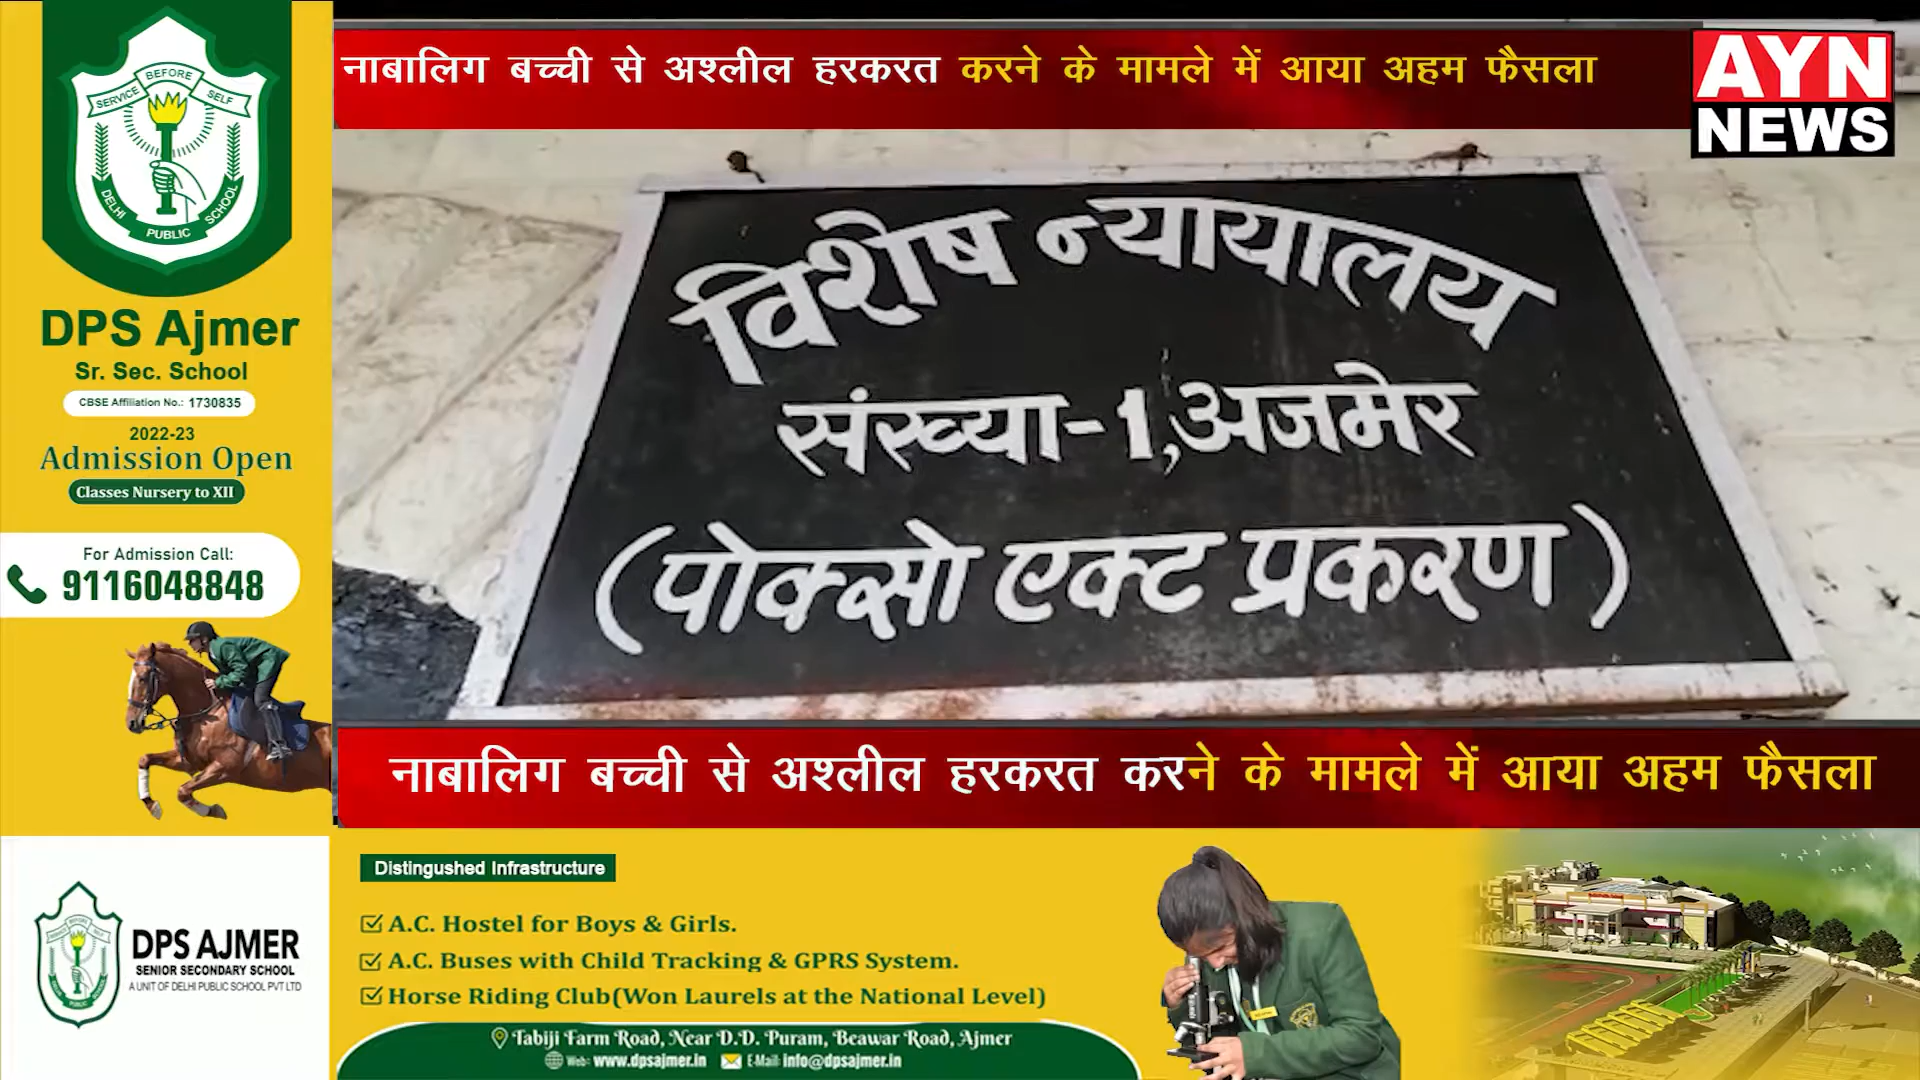 नाबालिग बच्ची से अश्लील हरकत करने के मामले में आया अहम फैसला
AYN
NEWS
SERVICE BEFORE SELF
DELHI PUBLIC SCHOOL
DPS Ajmer
Sr. Sec. School
CBSE Affiliation No.: 1730835
2022-23
Admission Open
Classes Nursery to XII
For Admission Call:
9116048848
विशेष न्यायालय
संख्या-1,अजमेर
(पोक्सो एक्ट प्रकरण)
नाबालिग बच्ची से अश्लील हरकत करने के मामले में आया अहम फैसला
DPS AJMER
SENIOR SECONDARY SCHOOL
A UNIT OF DELHI PUBLIC SCHOOL PVT LTD
Distingushed Infrastructure
A.C. Hostel for Boys & Girls.
A.C. Buses with Child Tracking & GPRS System.
Horse Riding Club(Won Laurels at the National Level)
Tabiji Farm Road, Near D.D. Puram, Beawar Road, Ajmer
Web: www.dpsajmer.in E-Mail: info@dpsajmer.in